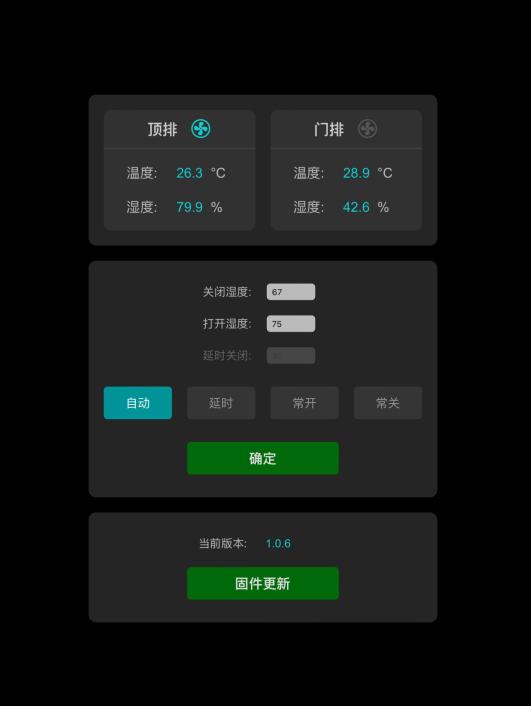 顶排
门排
温度: 26.3 °C
温度: 28.9 °C
湿度: 79.9 %
湿度: 42.6 %
关闭湿度: 67
打开湿度: 75
延时关闭:
自动 延时 常开 常关
确定
当前版本: 1.0.6
固件更新